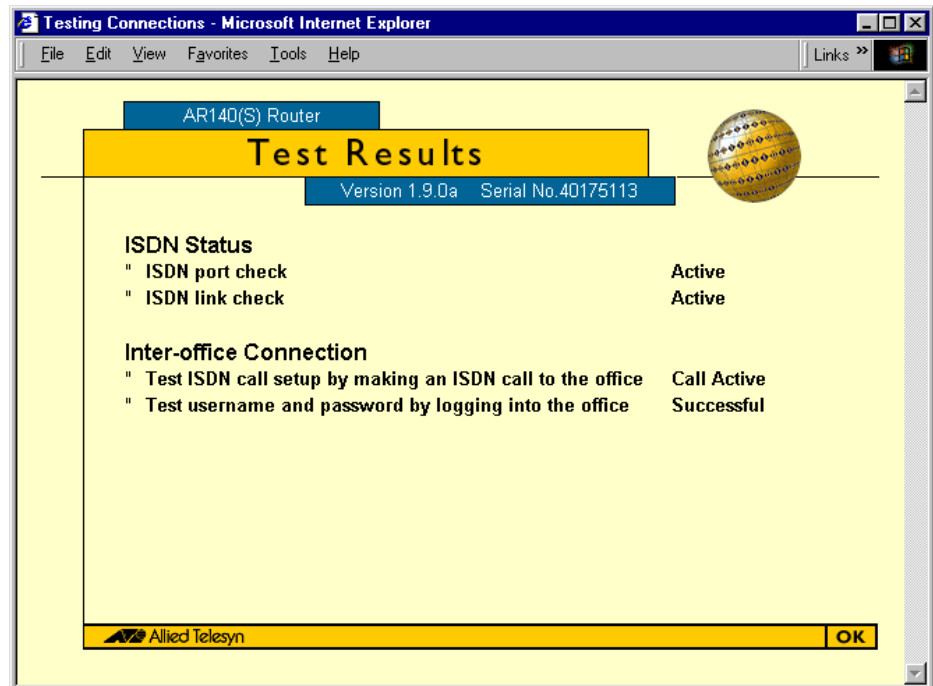 Testing Connections - Microsoft Internet Explorer
File Edit View Favorites Tools Help Links »
AR140(S) Router
Test Results
Version 1.9.0a Serial No.40175113
ISDN Status
" ISDN port check Active
" ISDN link check Active
Inter-office Connection
" Test ISDN call setup by making an ISDN call to the office Call Active
" Test username and password by logging into the office Successful
Allied Telesyn OK